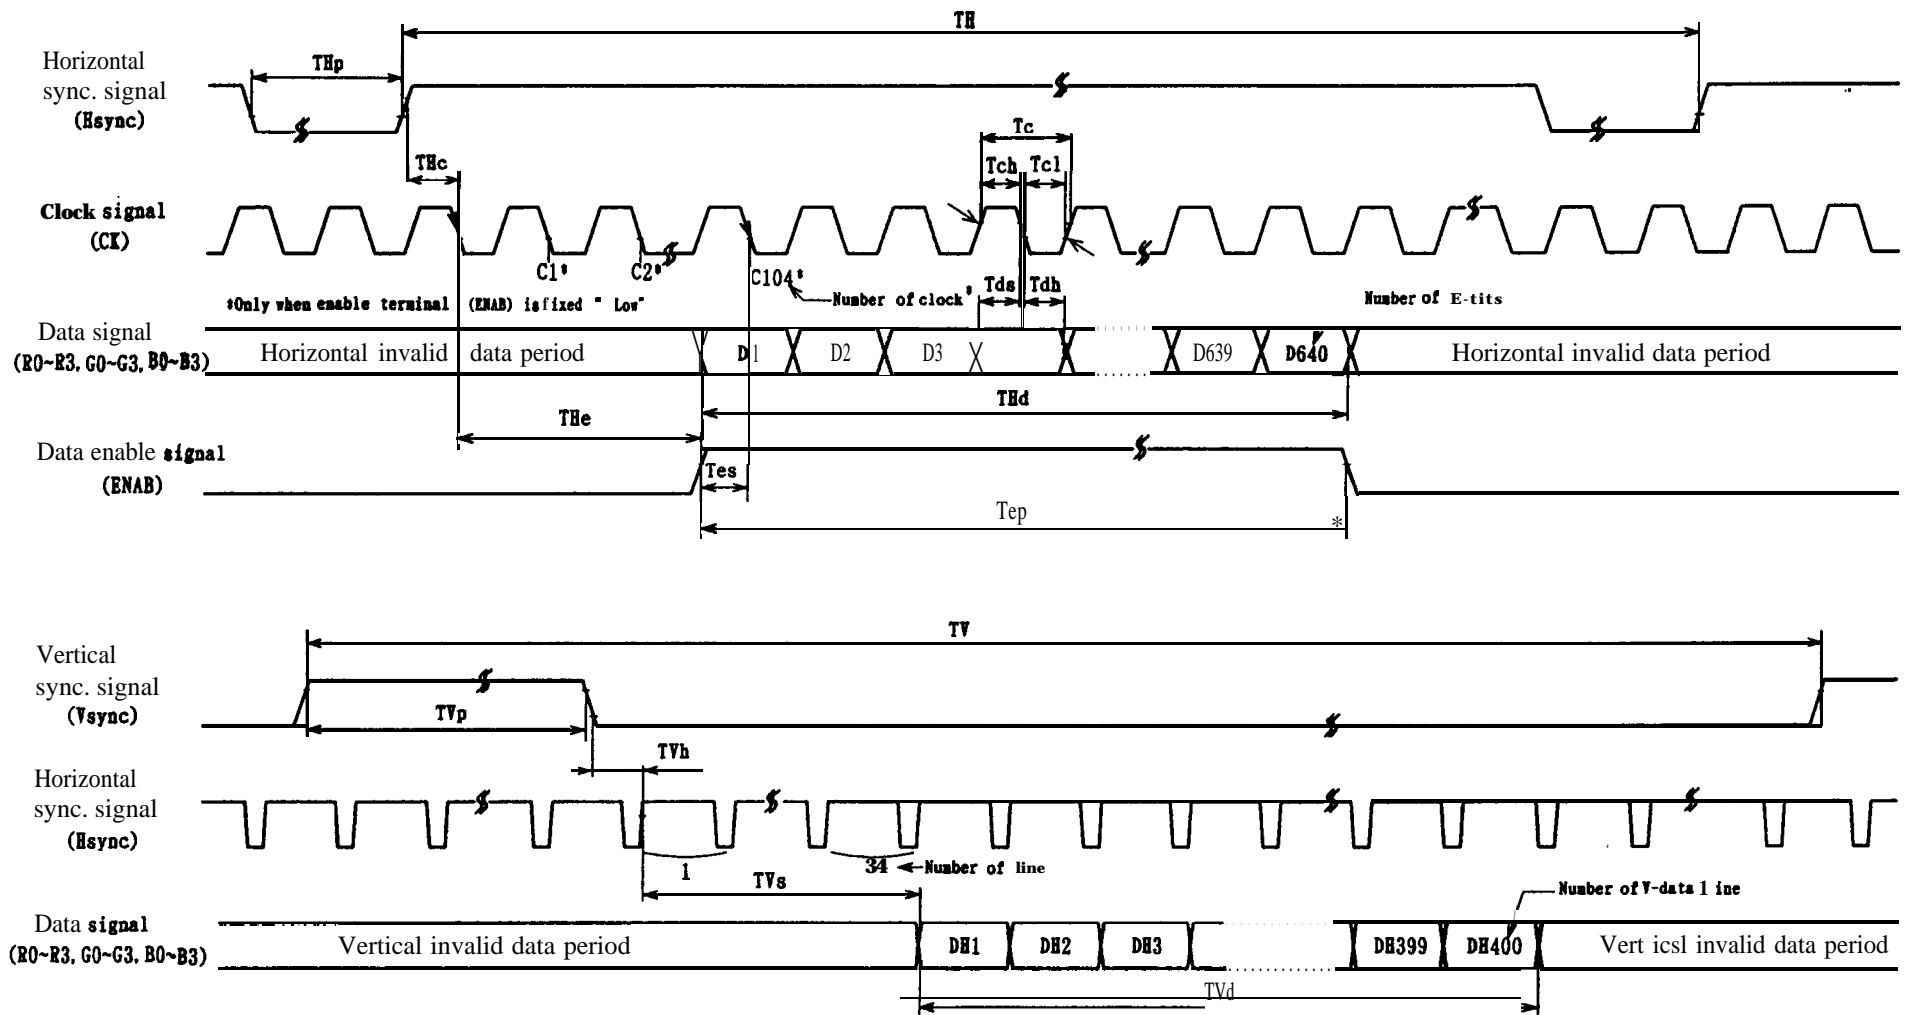 TH
Horizontal
sync. signal
(Hsync)
THp
Tc
THc
Tch
Tcl
Clock signal
(CK)
C1*
C2*
C104*
Number of clock*
Tds
Tdh
*Only when enable terminal (ENAB) is fixed " Low"
Number of E-tits
Data signal
(R0~R3, G0~G3, B0~B3)
Horizontal invalid data period
D1
D2
D3
D639
D640
Horizontal invalid data period
THd
THe
Data enable signal
(ENAB)
Tes
Tep
*
TV
Vertical
sync. signal
(Vsync)
TVp
TVh
Horizontal
sync. signal
(Hsync)
1
34
Number of line
TVs
Number of V-data 1 ine
Data signal
(R0~R3, G0~G3, B0~B3)
Vertical invalid data period
DH1
DH2
DH3
DH399
DH400
Vert icsl invalid data period
TVd